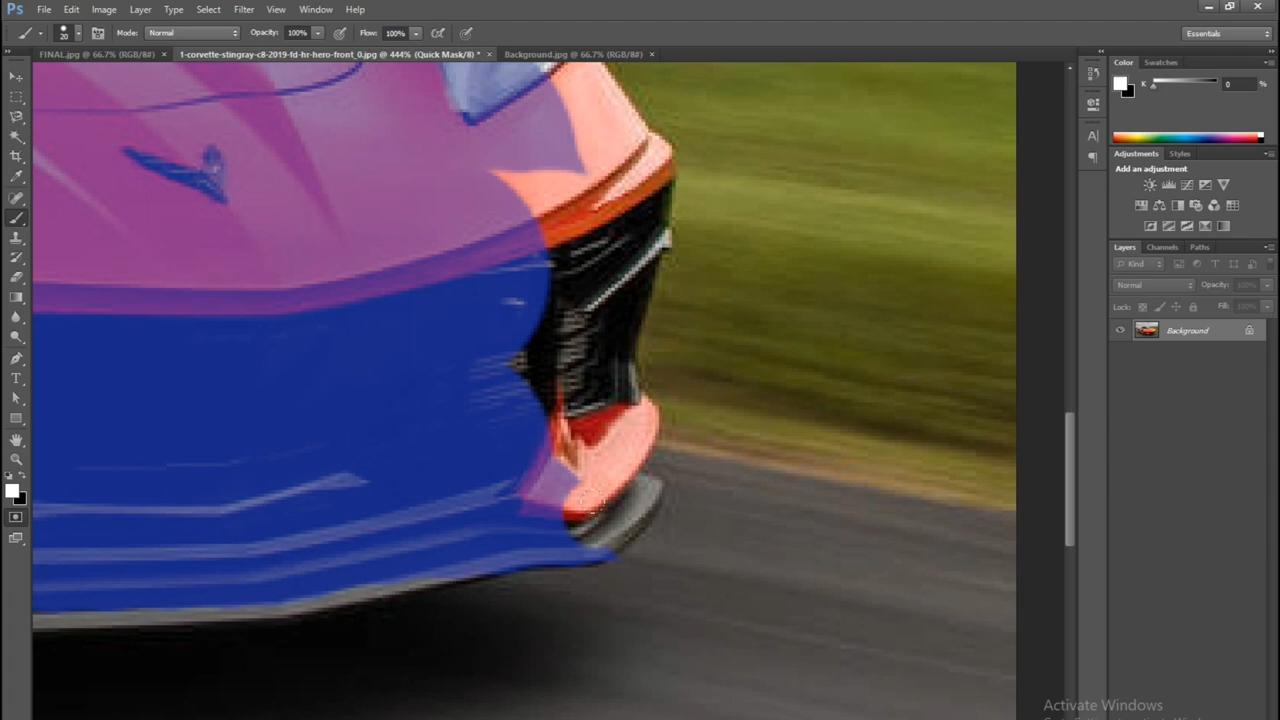 Ps File Edit Image Layer Type Select Filter View Window Help
20 Mode: Normal Opacity: 100% Flow: 100% Essentials
FINAL.jpg @ 66.7% (RGB/8#) × 1-corvette-stingray-c8-2019-fd-hr-hero-front_0.jpg @ 444% (Quick Mask/8) * × Background.jpg @ 66.7% (RGB/8#) ×
Color Swatches
K 0 %
Adjustments Styles
Add an adjustment
Layers Channels Paths
Kind
Normal Opacity: 100%
Lock: Fill: 100%
Background
Activate Windows